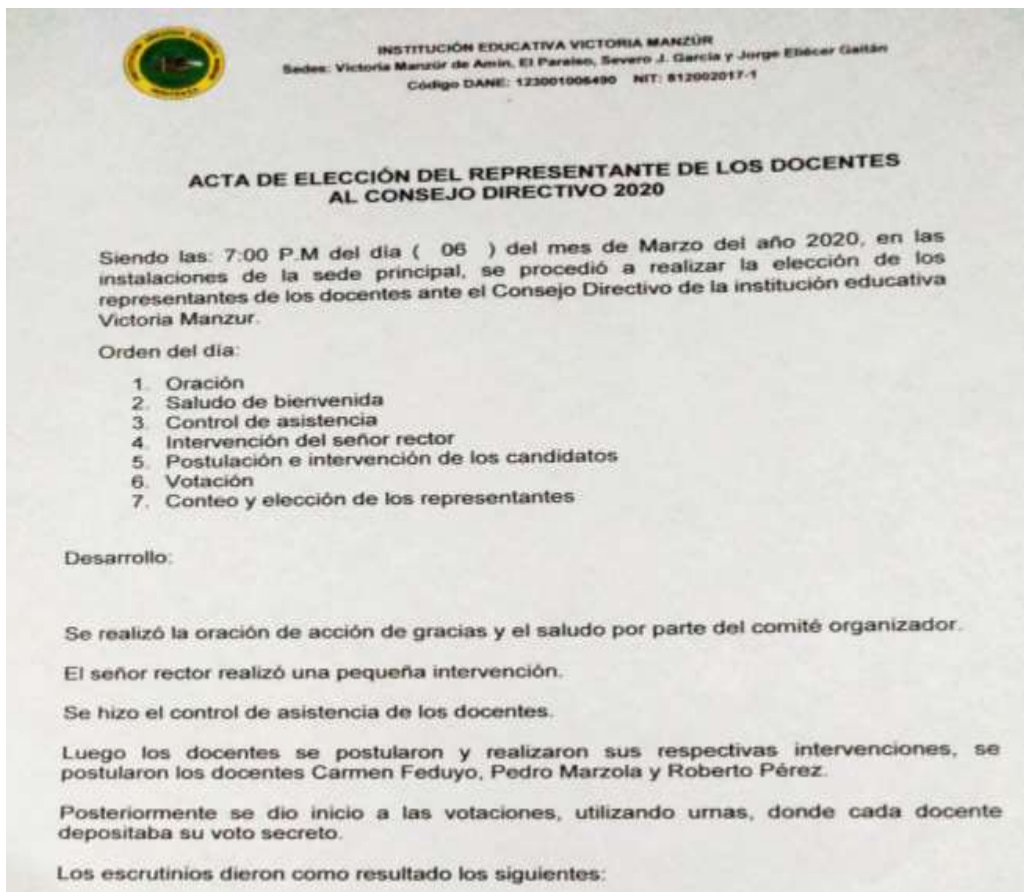 INSTITUCIÓN EDUCATIVA VICTORIA MANZÚR
Sedes: Victoria Manzúr de Amín, El Paraíso, Severo J. García y Jorge Eliécer Gaitán
Código DANE: 123001006490 NIT: 812002017-1
ACTA DE ELECCIÓN DEL REPRESENTANTE DE LOS DOCENTES
AL CONSEJO DIRECTIVO 2020
Siendo las: 7:00 P.M del día ( 06 ) del mes de Marzo del año 2020, en las
instalaciones de la sede principal, se procedió a realizar la elección de los
representantes de los docentes ante el Consejo Directivo de la institución educativa
Victoria Manzur.
Orden del día:
1. Oración
2. Saludo de bienvenida
3. Control de asistencia
4. Intervención del señor rector
5. Postulación e intervención de los candidatos
6. Votación
7. Conteo y elección de los representantes
Desarrollo:
Se realizó la oración de acción de gracias y el saludo por parte del comité organizador.
El señor rector realizó una pequeña intervención.
Se hizo el control de asistencia de los docentes.
Luego los docentes se postularon y realizaron sus respectivas intervenciones, se
postularon los docentes Carmen Feduyo, Pedro Marzola y Roberto Pérez.
Posteriormente se dio inicio a las votaciones, utilizando urnas, donde cada docente
depositaba su voto secreto.
Los escrutinios dieron como resultado los siguientes: